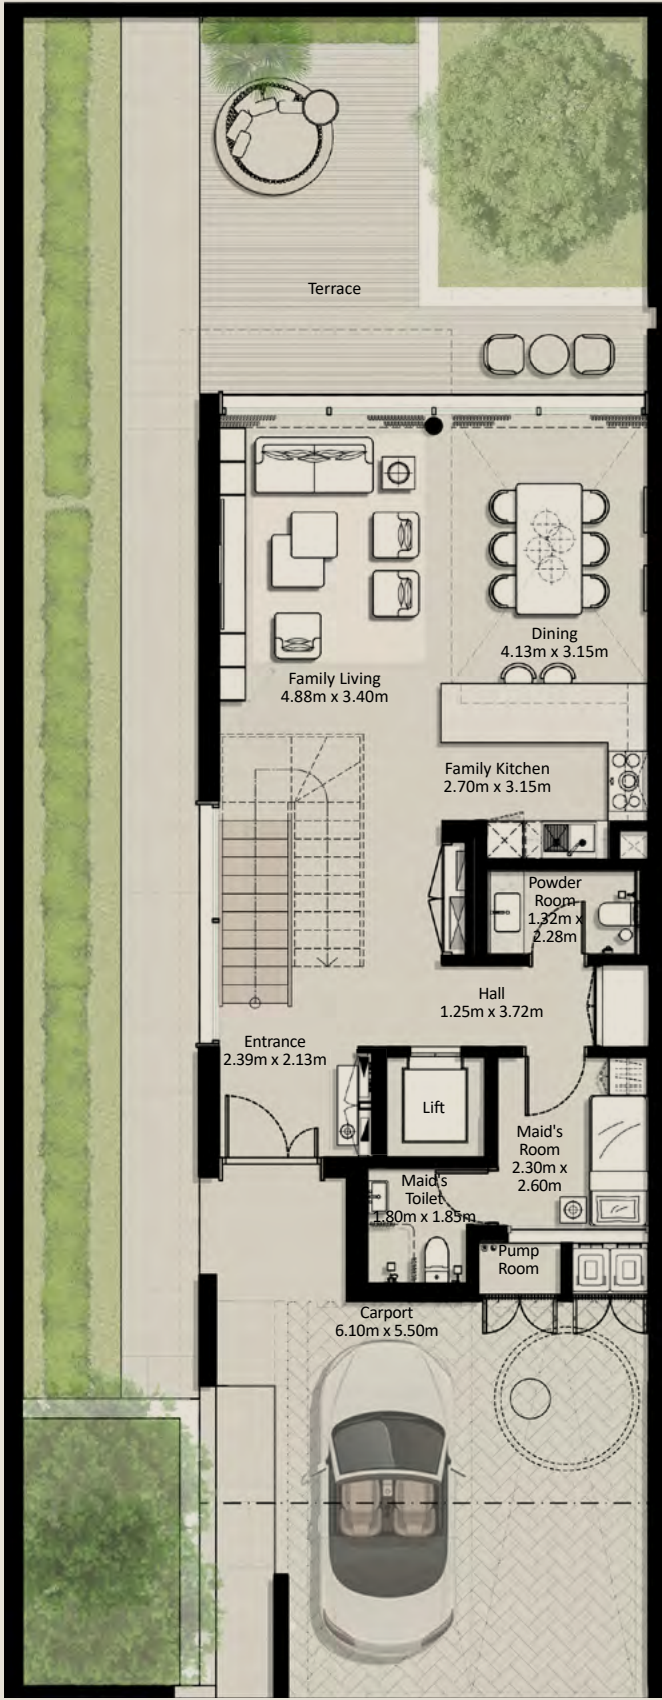 Terrace
Dining
4.13m x 3.15m
Family Living
4.88m x 3.40m
Family Kitchen
2.70m x 3.15m
Powder
Room
1.32m x
2.28m
Hall
1.25m x 3.72m
Entrance
2.39m x 2.13m
Lift
Maid's
Room
2.30m x
2.60m
Maid's
Toilet
1.80m x 1.85m
Pump
Room
Carport
6.10m x 5.50m